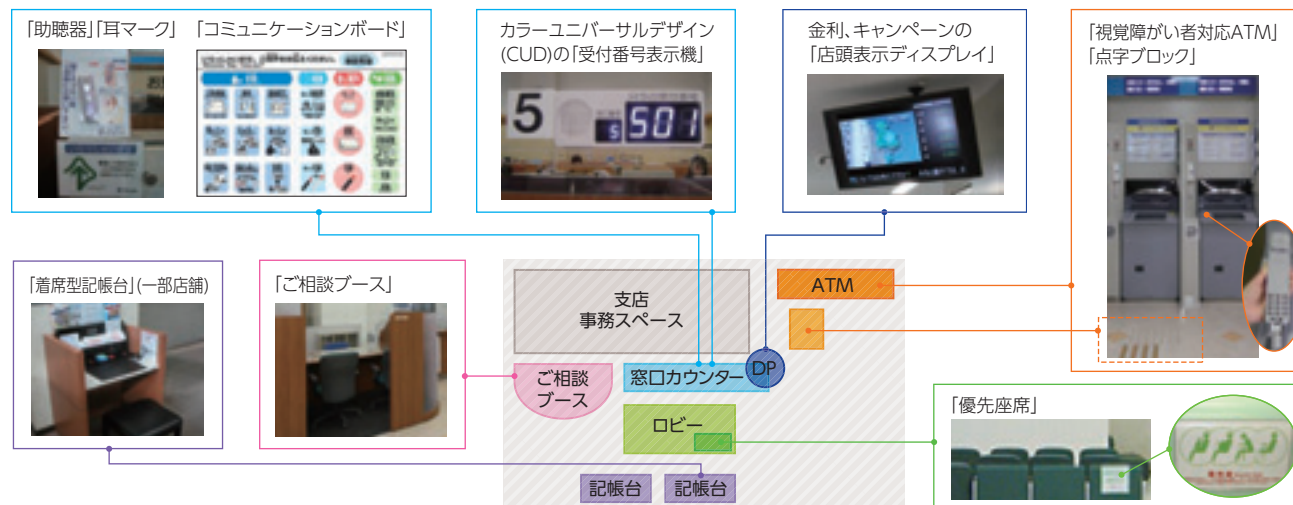 「助聴器」「耳マーク」
「コミュニケーションボード」
カラーユニバーサルデザイン
(CUD)の「受付番号表示機」
5
5
501
金利、キャンペーンの
「店頭表示ディスプレイ」
「視覚障がい者対応ATM」
「点字ブロック」
「着席型記帳台」(一部店舗)
「ご相談ブース」
支店
事務スペース
ATM
ご相談
ブース
窓口カウンター
DP
ロビー
記帳台
記帳台
「優先座席」